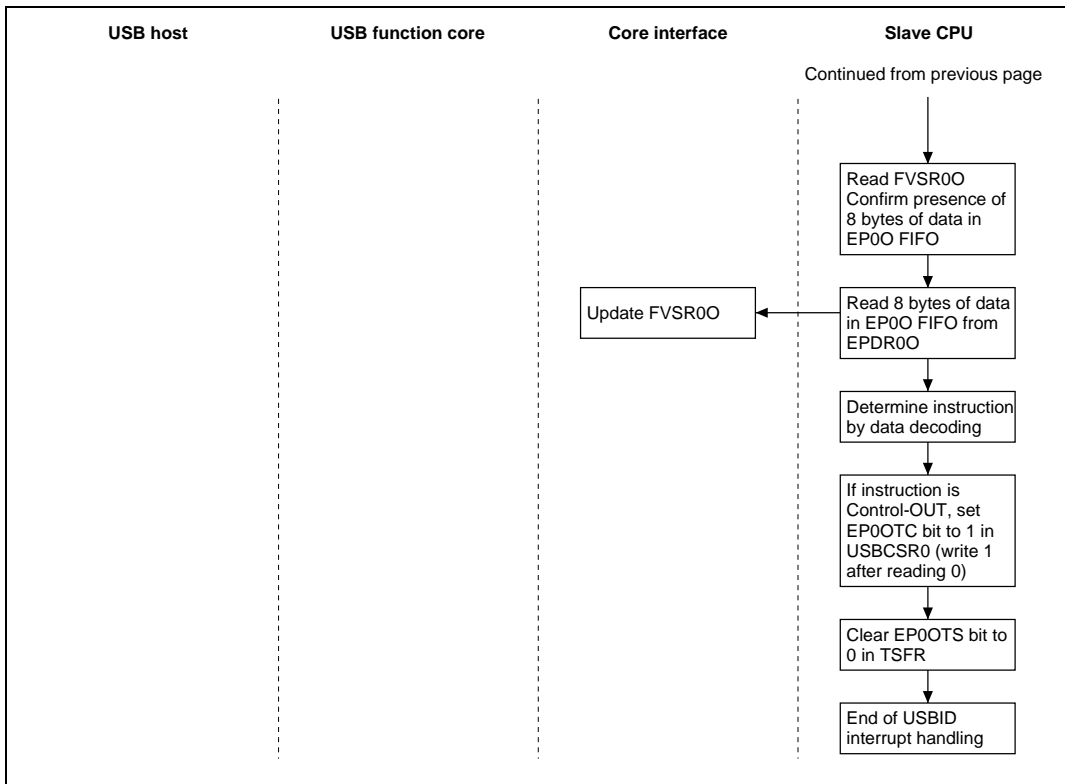 USB host
USB function core
Core interface
Slave CPU
Continued from previous page
Read FVSR0O
Confirm presence of
8 bytes of data in
EP0O FIFO
Update FVSR0O
Read 8 bytes of data
in EP0O FIFO from
EPDR0O
Determine instruction
by data decoding
If instruction is
Control-OUT, set
EP0OTC bit to 1 in
USBCSR0 (write 1
after reading 0)
Clear EP0OTS bit to
0 in TSFR
End of USBID
interrupt handling